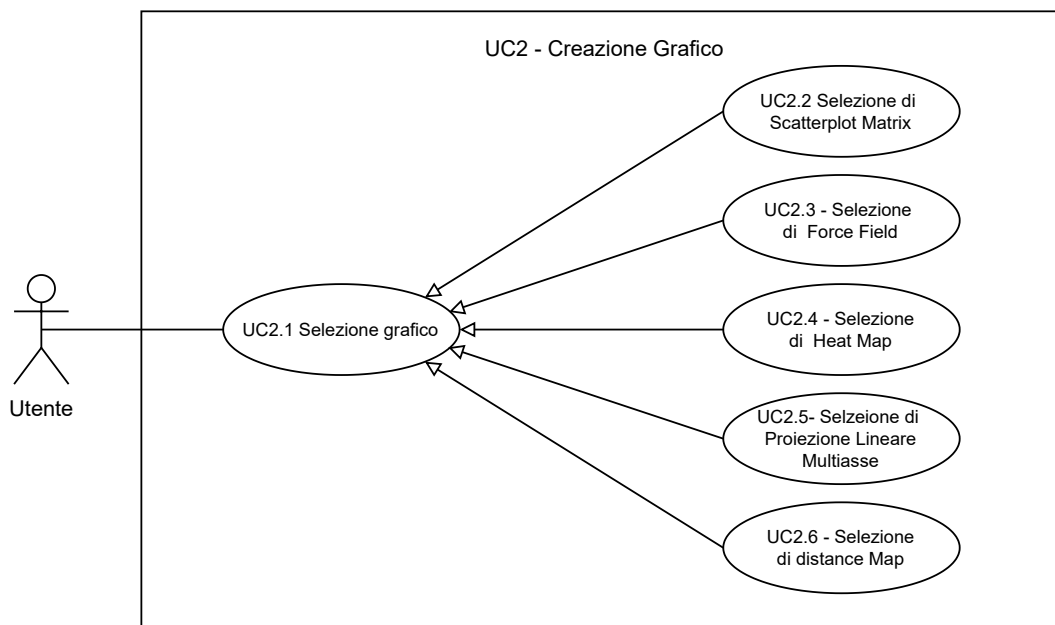 UC2 - Creazione Grafico
UC2.2 Selezione di
Scatterplot Matrix
UC2.3 - Selezione
di  Force Field
UC2.1 Selezione grafico
UC2.4 - Selezione
di  Heat Map
Utente
UC2.5- Selzeione di
Proiezione Lineare
Multiasse
UC2.6 - Selezione
di distance Map